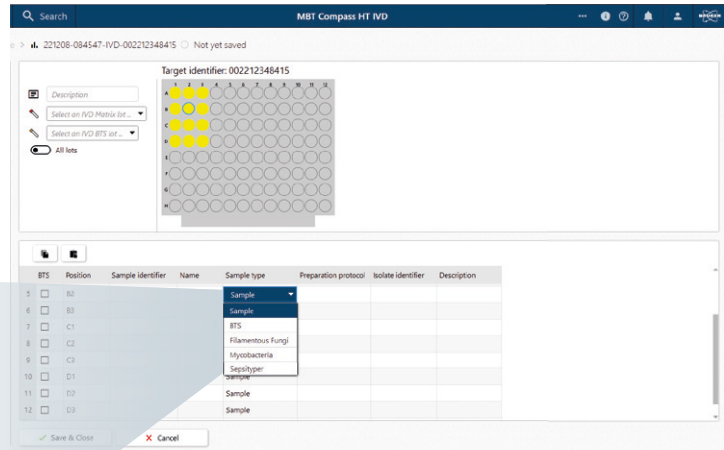 Search
MBT Compass HT IVD
BRUKER
> 221208-084547-IVD-002212348415 Not yet saved
Target identifier: 002212348415
1 2 3 4 5 6 7 8 9 10 11 12
A
B
C
D
E
F
G
H
Description
Select an IVD Matrix lot ...
Select an IVD BTS lot ...
All lots
BTS Position Sample identifier Name Sample type Preparation protocol Isolate identifier Description
5 B2 Sample
6 B3 Sample
7 C1 BTS
8 C2 Filamentous Fungi
9 C3 Mycobacteria
Sepsityper
10 D1 Sample
11 D2 Sample
12 D3 Sample
Save & Close
Cancel